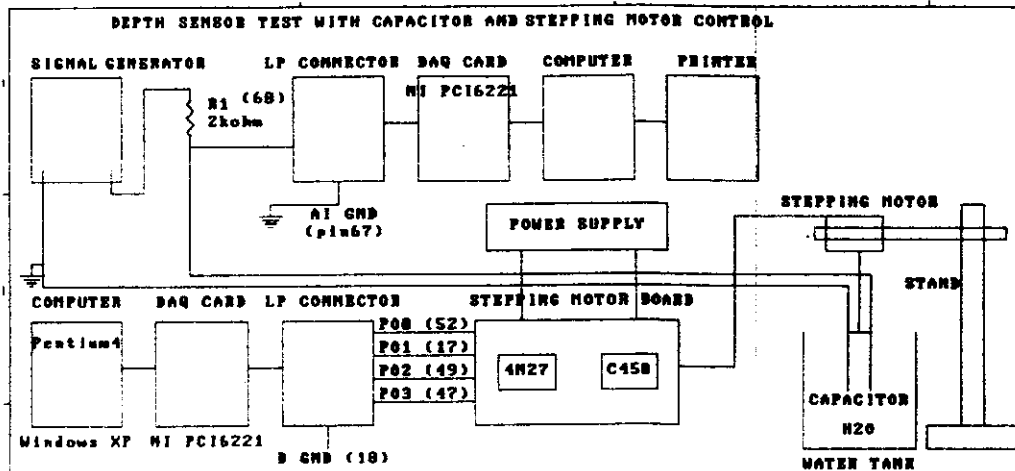 DEPTH SENSOR TEST WITH CAPACITOR AND STEPPING MOTOR CONTROL
SIGNAL GENERATOR
LP CONNECTOR
DAQ CARD
COMPUTER
PRINTER
NI PCI6221
R1 (68)
2kohm
AI GND
(pin67)
POWER SUPPLY
STEPPING MOTOR
STAND
COMPUTER
DAQ CARD
LP CONNECTOR
STEPPING MOTOR BOARD
Pentium4
P00 (52)
P01 (17)
P02 (49)
P03 (47)
4N27
C458
CAPACITOR
H2O
Windows XP
NI PCI6221
D GND (18)
WATER TANK